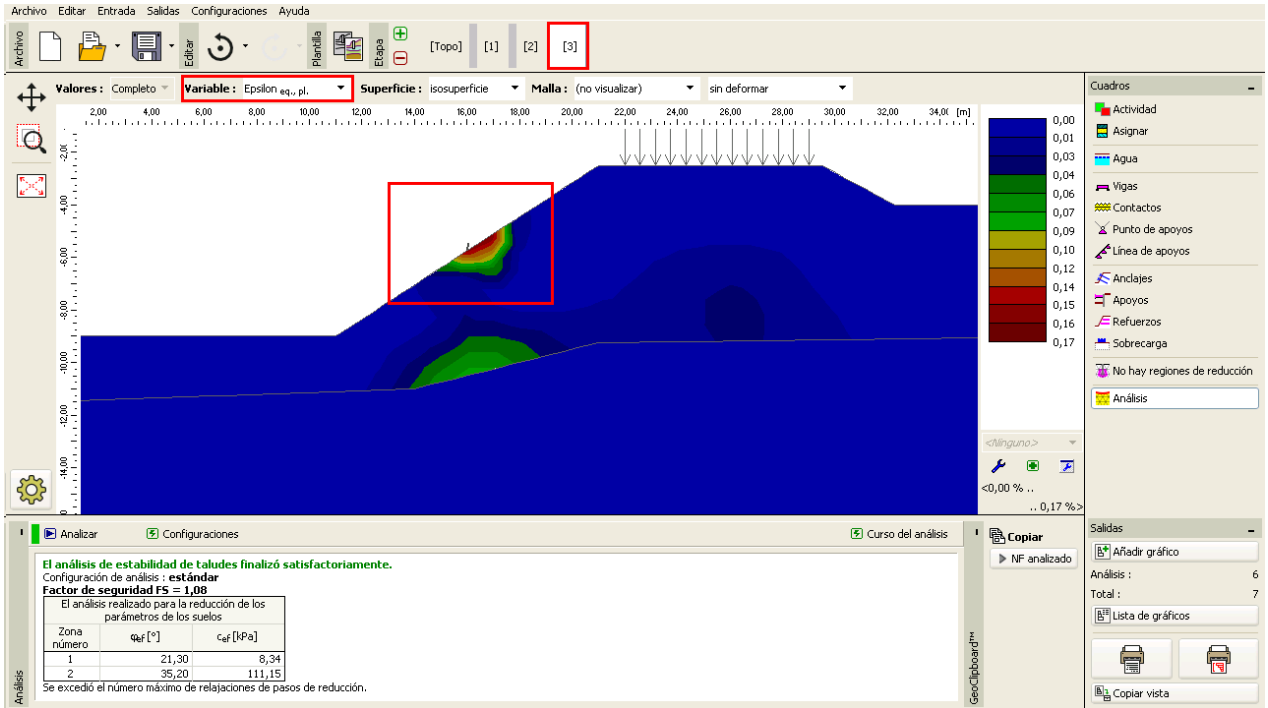 Archivo Editar Entrada Salidas Configuraciones Ayuda
Archivo
Editar
Plantilla
Etapa
[Topo] [1] [2] [3]
Valores : Completo Variable : Epsilon eq., pl. Superficie : isosuperficie Malla : (no visualizar) sin deformar
2,00 4,00 6,00 8,00 10,00 12,00 14,00 16,00 18,00 20,00 22,00 24,00 26,00 28,00 30,00 32,00 34,0( [m]
-2,0(
-4,00
-6,00
-8,00
-10,00
-12,00
-14,00
0,00
0,01
0,03
0,04
0,06
0,07
0,09
0,10
0,12
0,14
0,15
0,16
0,17
<Ninguno>
<0,00 % ..
.. 0,17 %>
Cuadros
Actividad
Asignar
Agua
Vigas
Contactos
Punto de apoyos
Línea de apoyos
Anclajes
Apoyos
Refuerzos
Sobrecarga
No hay regiones de reducción
Análisis
Analizar Configuraciones Curso del análisis
El análisis de estabilidad de taludes finalizó satisfactoriamente.
Configuración de análisis : estándar
Factor de seguridad FS = 1,08
El análisis realizado para la reducción de los
parámetros de los suelos
Zona número φef [°] cef [kPa]
1 21,30 8,34
2 35,20 111,15
Se excedió el número máximo de relajaciones de pasos de reducción.
Análisis
GeoClipboard™
Copiar
NF analizado
Salidas
Añadir gráfico
Análisis : 6
Total : 7
Lista de gráficos
Copiar vista